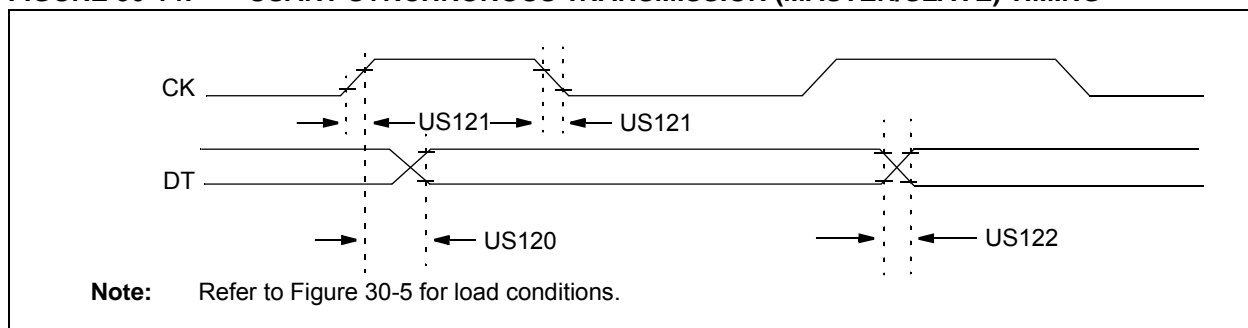 CK
US121 US121
DT
US120 US122
Note: Refer to Figure 30-5 for load conditions.